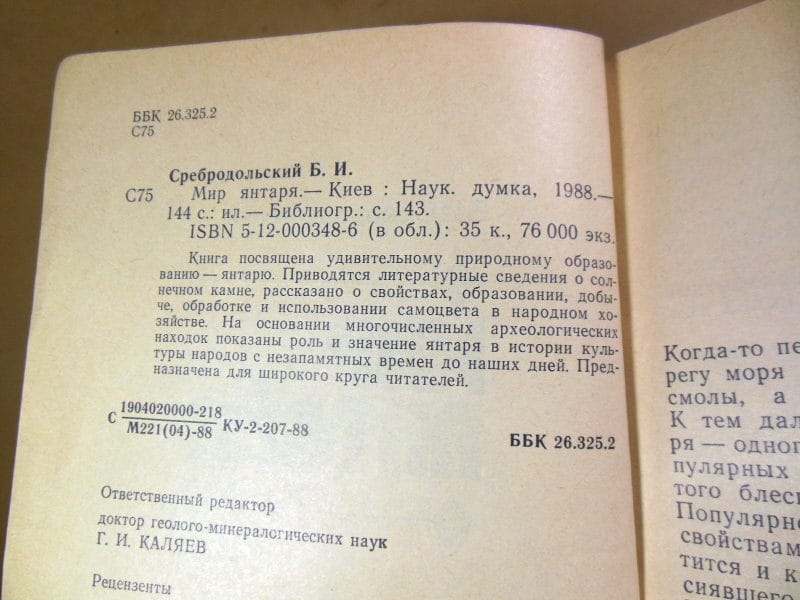 ББК 26.325.2
С75
Сребродольский Б. И.
С75 Мир янтаря.— Киев : Наук. думка, 1988.—
144 с.: ил.— Библиогр.: с. 143.
ISBN 5-12-000348-6 (в обл.): 35 к., 76 000 экз.
Книга посвящена удивительному природному образо-
ванию — янтарю. Приводятся литературные сведения о сол-
нечном камне, рассказано о свойствах, образовании, добы-
че, обработке и использовании самоцвета в народном хо-
зяйстве. На основании многочисленных археологических
находок показаны роль и значение янтаря в истории куль-
туры народов с незапамятных времен до наших дней. Пред-
назначена для широкого круга читателей.
С 1904020000-218
М221(04)-88 КУ-2-207-88
ББК 26.325.2
Ответственный редактор
доктор геолого-минералогических наук
Г. И. КАЛЯЕВ
Рецензенты
Когда-то пе
регу моря
смолы, а
К тем дал
ря — одног
пулярных
того блеси
Популярно
свойствам
тится и к
сиявшего